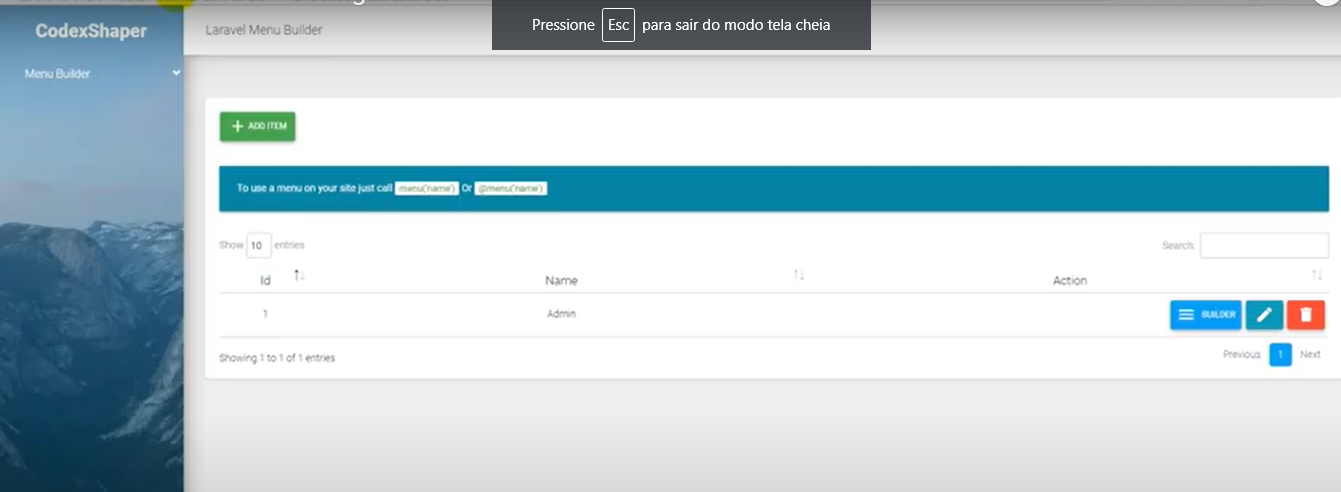 Pressione Esc para sair do modo tela cheia
CodexShaper
Laravel Menu Builder
Menu Builder
ADD ITEM
To use a menu on your site just call menu('name') Or @menu('name')
Show 10 entries
Search:
Id Name Action
1 Admin BUILDER
Showing 1 to 1 of 1 entries
Previous 1 Next